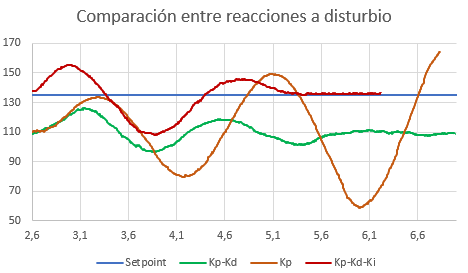 Comparación entre reacciones a disturbio
170
150
130
110
90
70
50
2,6 3,1 3,6 4,1 4,6 5,1 5,6 6,1 6,6
Setpoint Kp-Kd Kp Kp-Kd-Ki